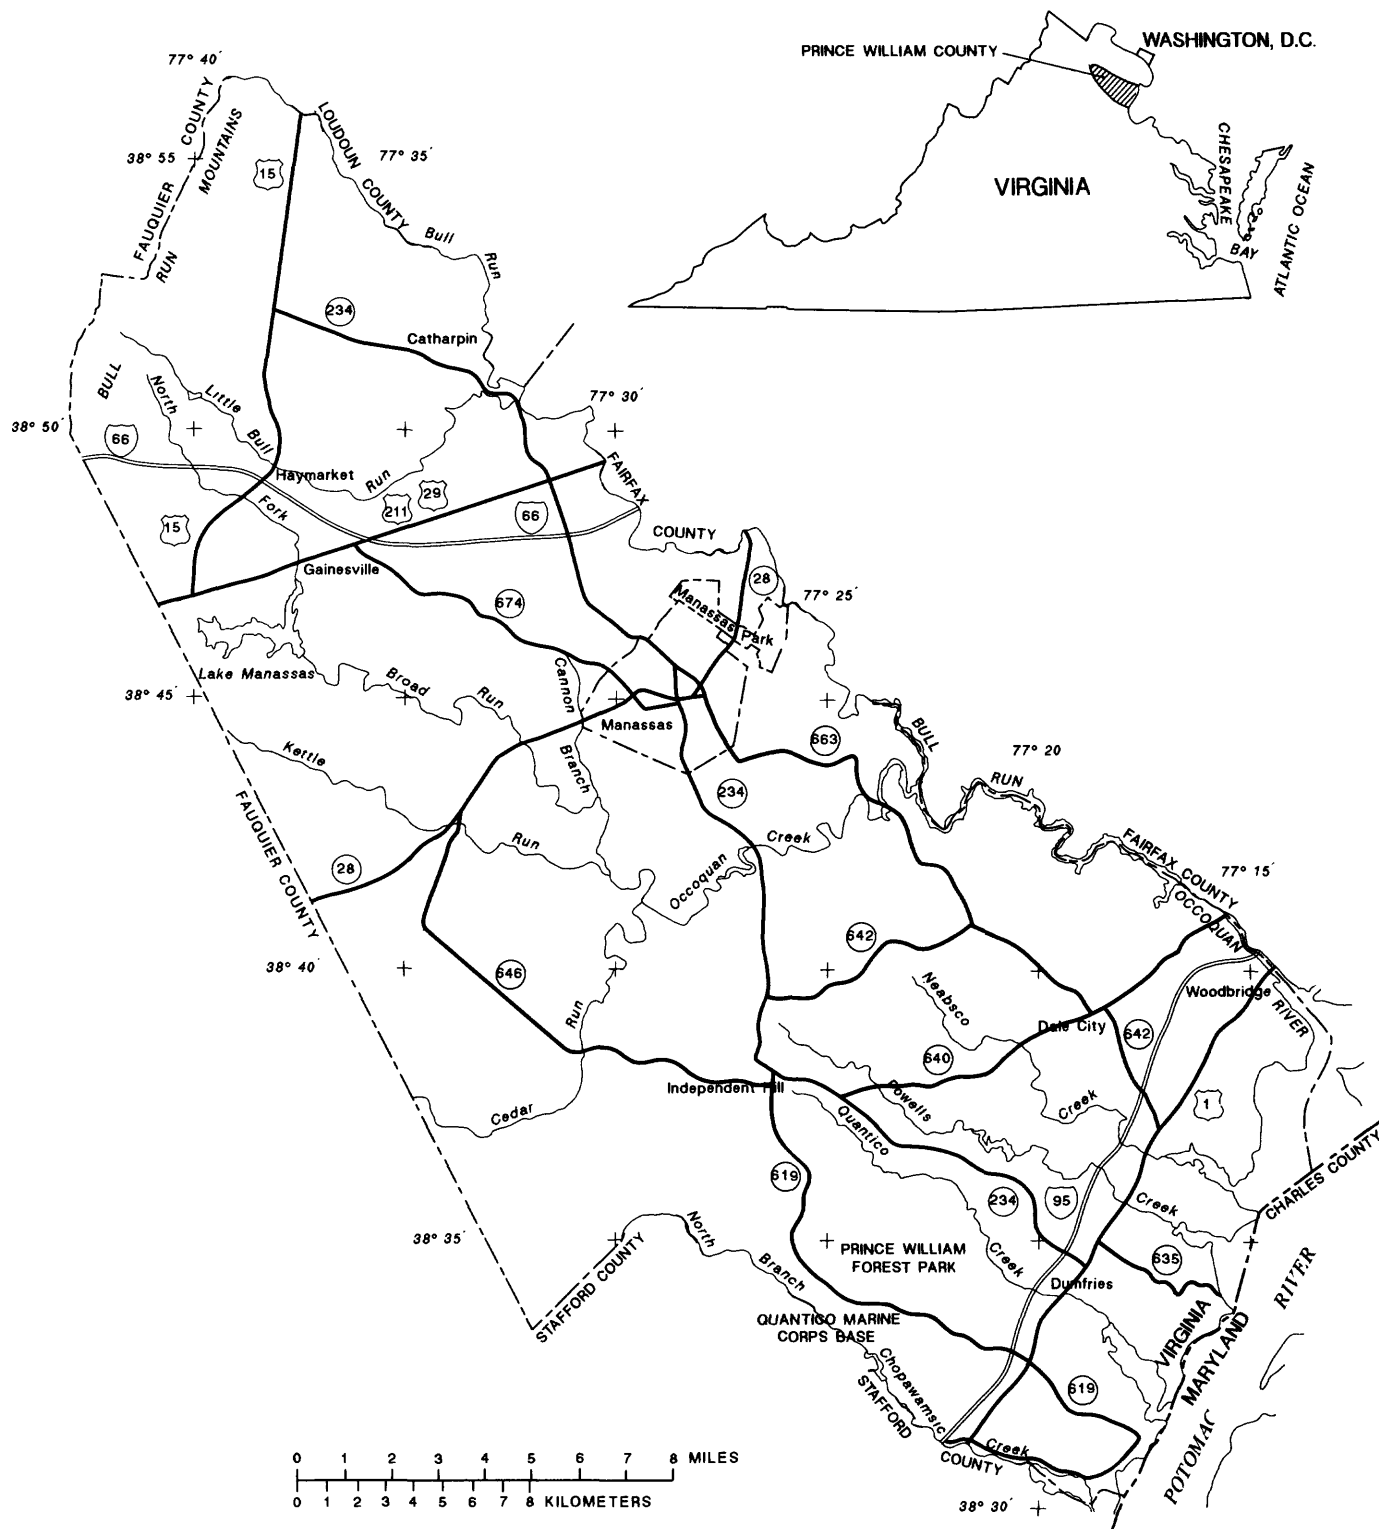 WASHINGTON, D.C.
PRINCE WILLIAM COUNTY
VIRGINIA
CHESAPEAKE
BAY
ATLANTIC OCEAN
77° 40´
LOUDOUN COUNTY
FAUQUIER COUNTY
38° 55´
77° 35´
BULL RUN MOUNTAINS
15
Bull Run
234
Catharpin
77° 30´
38° 50´
North Fork
Little Bull Run
66
Haymarket
FAIRFAX COUNTY
29
211
66
15
Gainesville
28
77° 25´
674
Manassas Park
Lake Manassas
Broad Run
Cannon Branch
38° 45´
Manassas
663
BULL RUN
77° 20´
Kettle Run
234
FAUQUIER COUNTY
Occoquan Creek
FAIRFAX COUNTY
28
77° 15´
OCCOQUAN RIVER
642
38° 40´
646
Neabsco Creek
Woodbridge
Dale City
642
640
Cedar Run
Independent Hill
Powells Creek
Quantico Creek
1
619
CHARLES COUNTY
234
95
38° 35´
STAFFORD COUNTY
North Branch
PRINCE WILLIAM
FOREST PARK
635
Dumfries
QUANTICO MARINE
CORPS BASE
VIRGINIA
MARYLAND
POTOMAC RIVER
Chopawamsic Creek
619
STAFFORD COUNTY
0 1 2 3 4 5 6 7 8 MILES
0 1 2 3 4 5 6 7 8 KILOMETERS
38° 30´